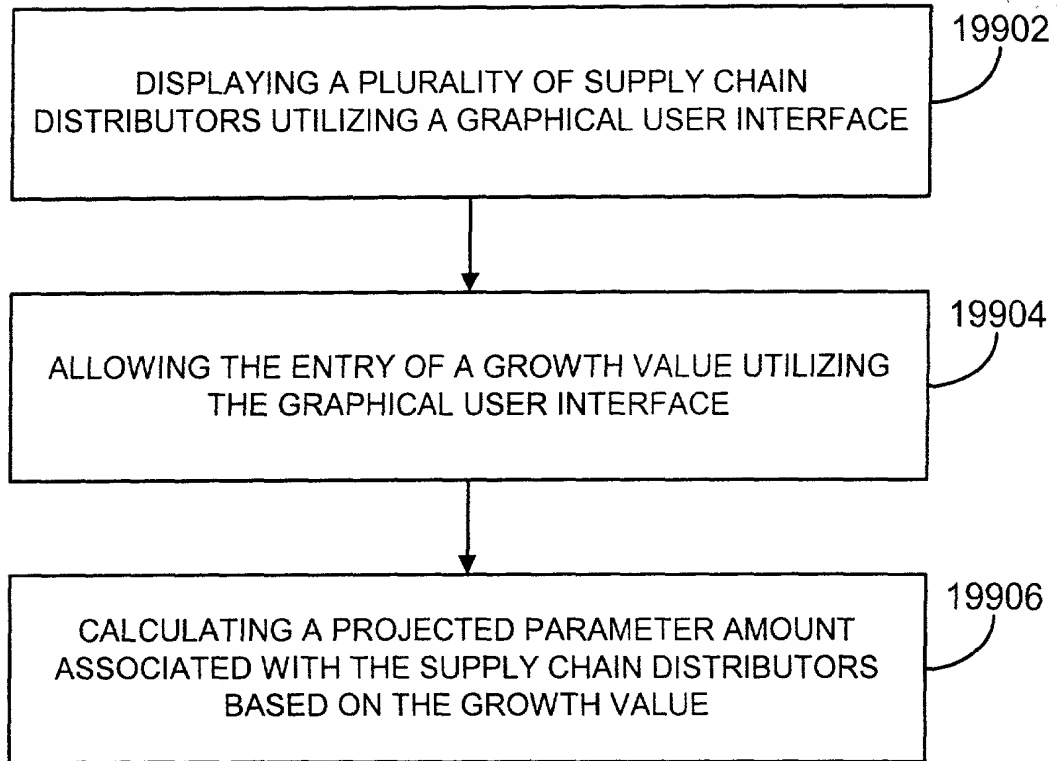 19902
DISPLAYING A PLURALITY OF SUPPLY CHAIN
DISTRIBUTORS UTILIZING A GRAPHICAL USER INTERFACE
19904
ALLOWING THE ENTRY OF A GROWTH VALUE UTILIZING
THE GRAPHICAL USER INTERFACE
19906
CALCULATING A PROJECTED PARAMETER AMOUNT
ASSOCIATED WITH THE SUPPLY CHAIN DISTRIBUTORS
BASED ON THE GROWTH VALUE